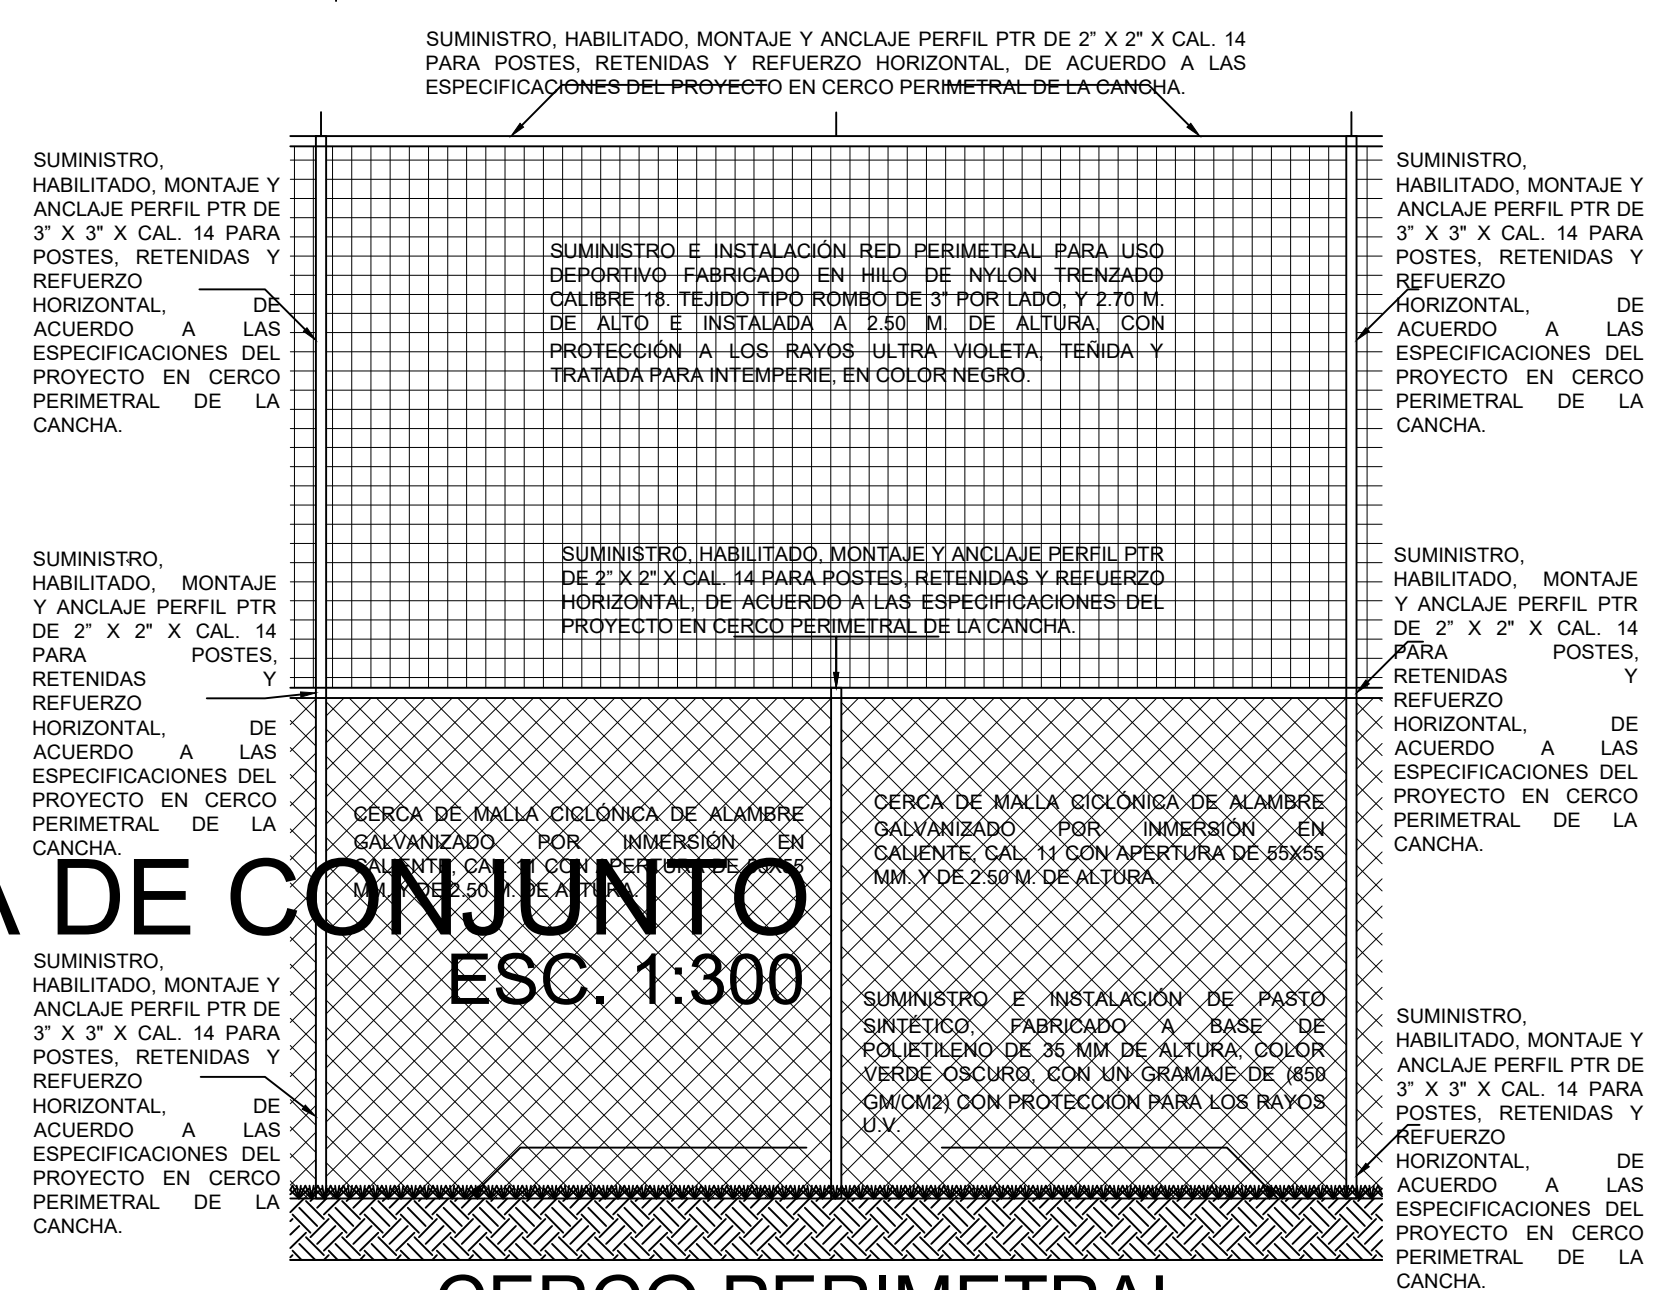 SUMINISTRO, HABILITADO, MONTAJE Y ANCLAJE PERFIL PTR DE 2” X 2" X CAL. 14
PARA POSTES, RETENIDAS Y REFUERZO HORIZONTAL, DE ACUERDO A LAS
ESPECIFICACIONES DEL PROYECTO EN CERCO PERIMETRAL DE LA CANCHA.
SUMINISTRO,
HABILITADO, MONTAJE Y
ANCLAJE PERFIL PTR DE
3” X 3" X CAL. 14 PARA
POSTES, RETENIDAS Y
REFUERZO
HORIZONTAL, DE
ACUERDO A LAS
ESPECIFICACIONES DEL
PROYECTO EN CERCO
PERIMETRAL DE LA
CANCHA.
SUMINISTRO E INSTALACIÓN RED PERIMETRAL PARA USO
DEPORTIVO FABRICADO EN HILO DE NYLON TRENZADO
CALIBRE 18. TEJIDO TIPO ROMBO DE 3" POR LADO, Y 2.70 M.
DE ALTO E INSTALADA A 2.50 M. DE ALTURA, CON
PROTECCIÓN A LOS RAYOS ULTRA VIOLETA, TEÑIDA Y
TRATADA PARA INTEMPERIE, EN COLOR NEGRO.
SUMINISTRO,
HABILITADO, MONTAJE Y
ANCLAJE PERFIL PTR DE
3” X 3" X CAL. 14 PARA
POSTES, RETENIDAS Y
REFUERZO
HORIZONTAL, DE
ACUERDO A LAS
ESPECIFICACIONES DEL
PROYECTO EN CERCO
PERIMETRAL DE LA
CANCHA.
SUMINISTRO,
HABILITADO, MONTAJE
Y ANCLAJE PERFIL PTR
DE 2” X 2" X CAL. 14
PARA POSTES,
RETENIDAS Y
REFUERZO
HORIZONTAL, DE
ACUERDO A LAS
ESPECIFICACIONES DEL
PROYECTO EN CERCO
PERIMETRAL DE LA
CANCHA.
SUMINISTRO, HABILITADO, MONTAJE Y ANCLAJE PERFIL PTR
DE 2” X 2" X CAL. 14 PARA POSTES, RETENIDAS Y REFUERZO
HORIZONTAL, DE ACUERDO A LAS ESPECIFICACIONES DEL
PROYECTO EN CERCO PERIMETRAL DE LA CANCHA.
SUMINISTRO,
HABILITADO, MONTAJE
Y ANCLAJE PERFIL PTR
DE 2” X 2" X CAL. 14
PARA POSTES,
RETENIDAS Y
REFUERZO
HORIZONTAL, DE
ACUERDO A LAS
ESPECIFICACIONES DEL
PROYECTO EN CERCO
PERIMETRAL DE LA
CANCHA.
CERCA DE MALLA CICLÓNICA DE ALAMBRE
GALVANIZADO POR INMERSIÓN EN
CALIENTE, CAL. 11 CON APERTURA DE 55X55
MM. Y DE 2.50 M. DE ALTURA.
CERCA DE MALLA CICLÓNICA DE ALAMBRE
GALVANIZADO POR INMERSIÓN EN
CALIENTE, CAL. 11 CON APERTURA DE 55X55
MM. Y DE 2.50 M. DE ALTURA.
A DE CONJUNTO
ESC. 1:300
SUMINISTRO,
HABILITADO, MONTAJE Y
ANCLAJE PERFIL PTR DE
3” X 3" X CAL. 14 PARA
POSTES, RETENIDAS Y
REFUERZO
HORIZONTAL, DE
ACUERDO A LAS
ESPECIFICACIONES DEL
PROYECTO EN CERCO
PERIMETRAL DE LA
CANCHA.
SUMINISTRO E INSTALACIÓN DE PASTO
SINTÉTICO, FABRICADO A BASE DE
POLIETILENO DE 35 MM DE ALTURA, COLOR
VERDE OSCURO, CON UN GRAMAJE DE (850
GM/CM2) CON PROTECCIÓN PARA LOS RAYOS
U.V.
SUMINISTRO,
HABILITADO, MONTAJE Y
ANCLAJE PERFIL PTR DE
3” X 3" X CAL. 14 PARA
POSTES, RETENIDAS Y
REFUERZO
HORIZONTAL, DE
ACUERDO A LAS
ESPECIFICACIONES DEL
PROYECTO EN CERCO
PERIMETRAL DE LA
CANCHA.
CERCO PERIMETRAL